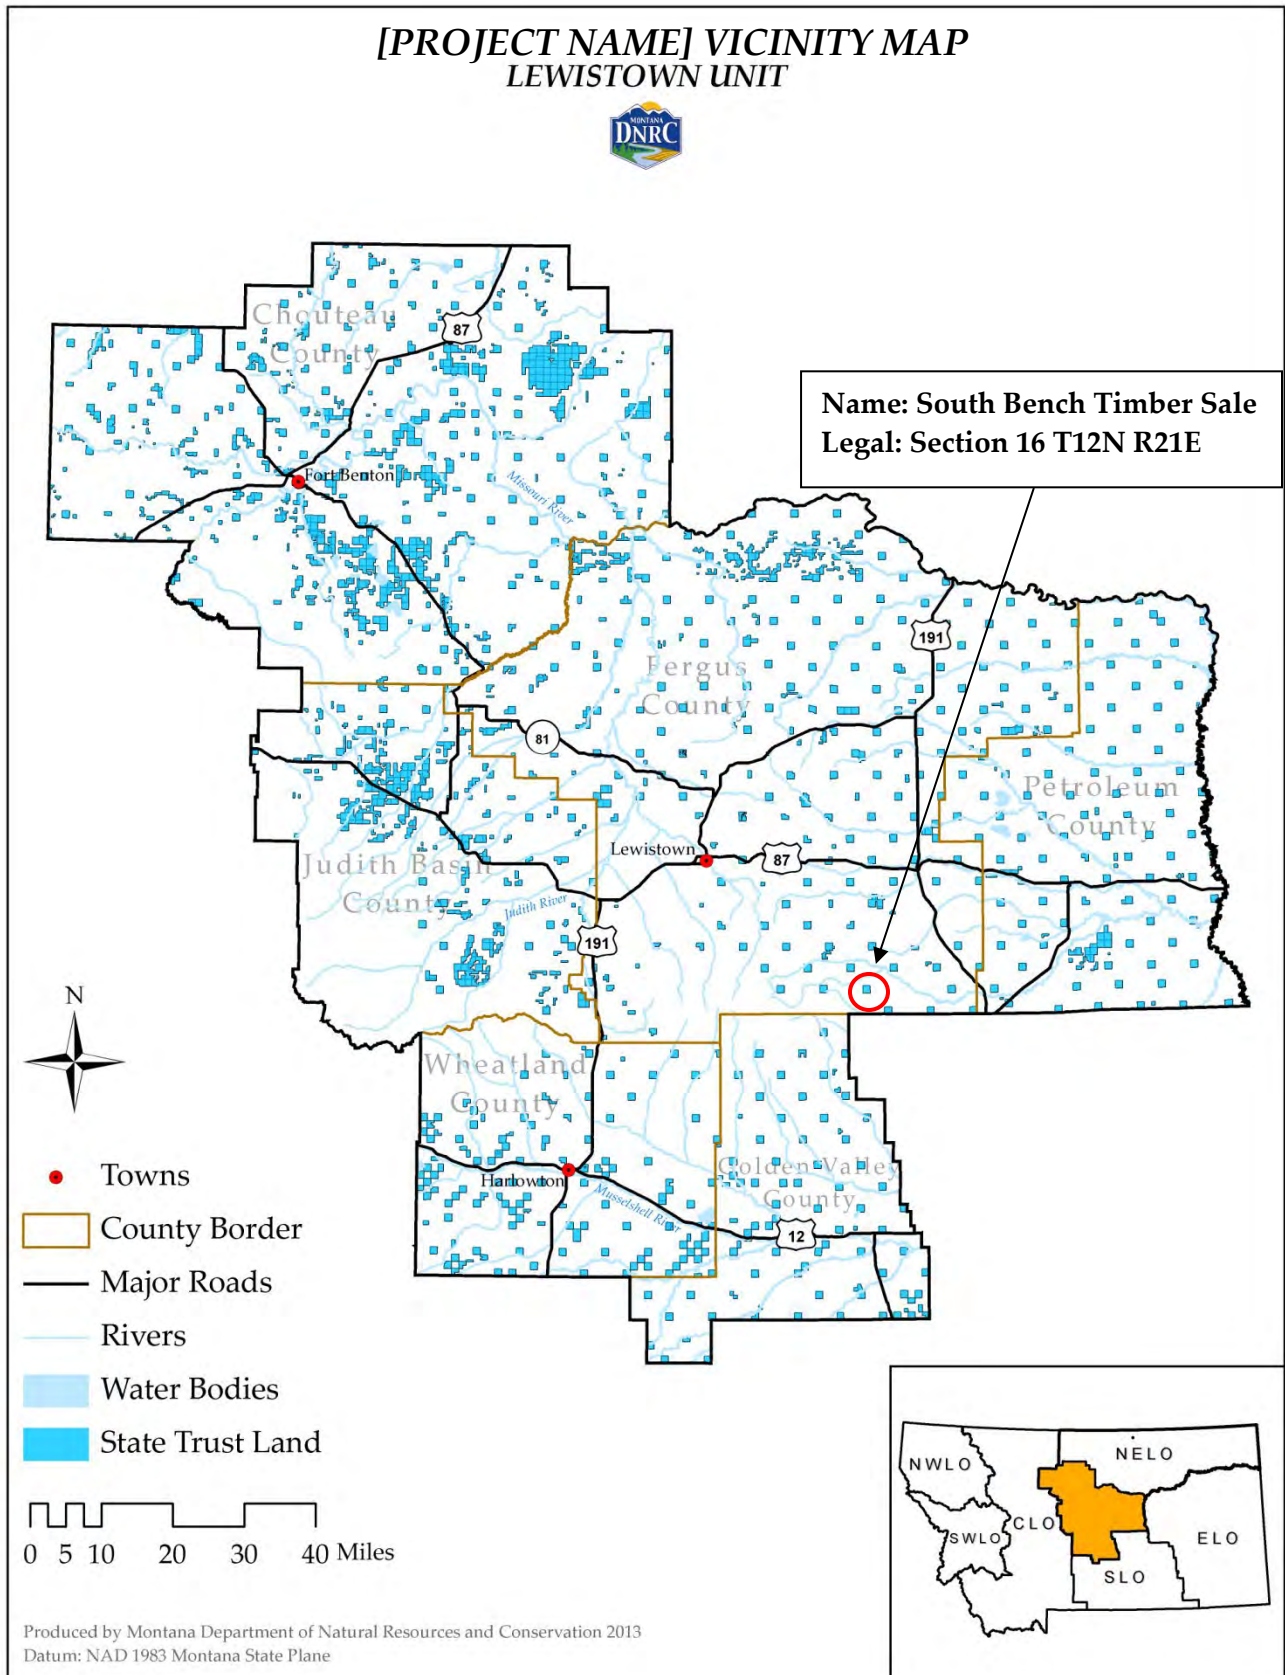 [PROJECT NAME] VICINITY MAP
LEWISTOWN UNIT
MONTANA
DNRC
Chouteau
County
87
Name: South Bench Timber Sale
Legal: Section 16 T12N R21E
Fort Benton
Missouri River
191
Fergus
County
81
Petroleum
County
Lewistown
87
Judith Basin
County
Judith River
191
N
Wheatland
County
Harlowton
Musselshell River
Golden Valley
County
12
Towns
County Border
Major Roads
Rivers
Water Bodies
State Trust Land
0 5 10 20 30 40 Miles
NWLO
NELO
CLO
SWLO
ELO
SLO
Produced by Montana Department of Natural Resources and Conservation 2013
Datum: NAD 1983 Montana State Plane